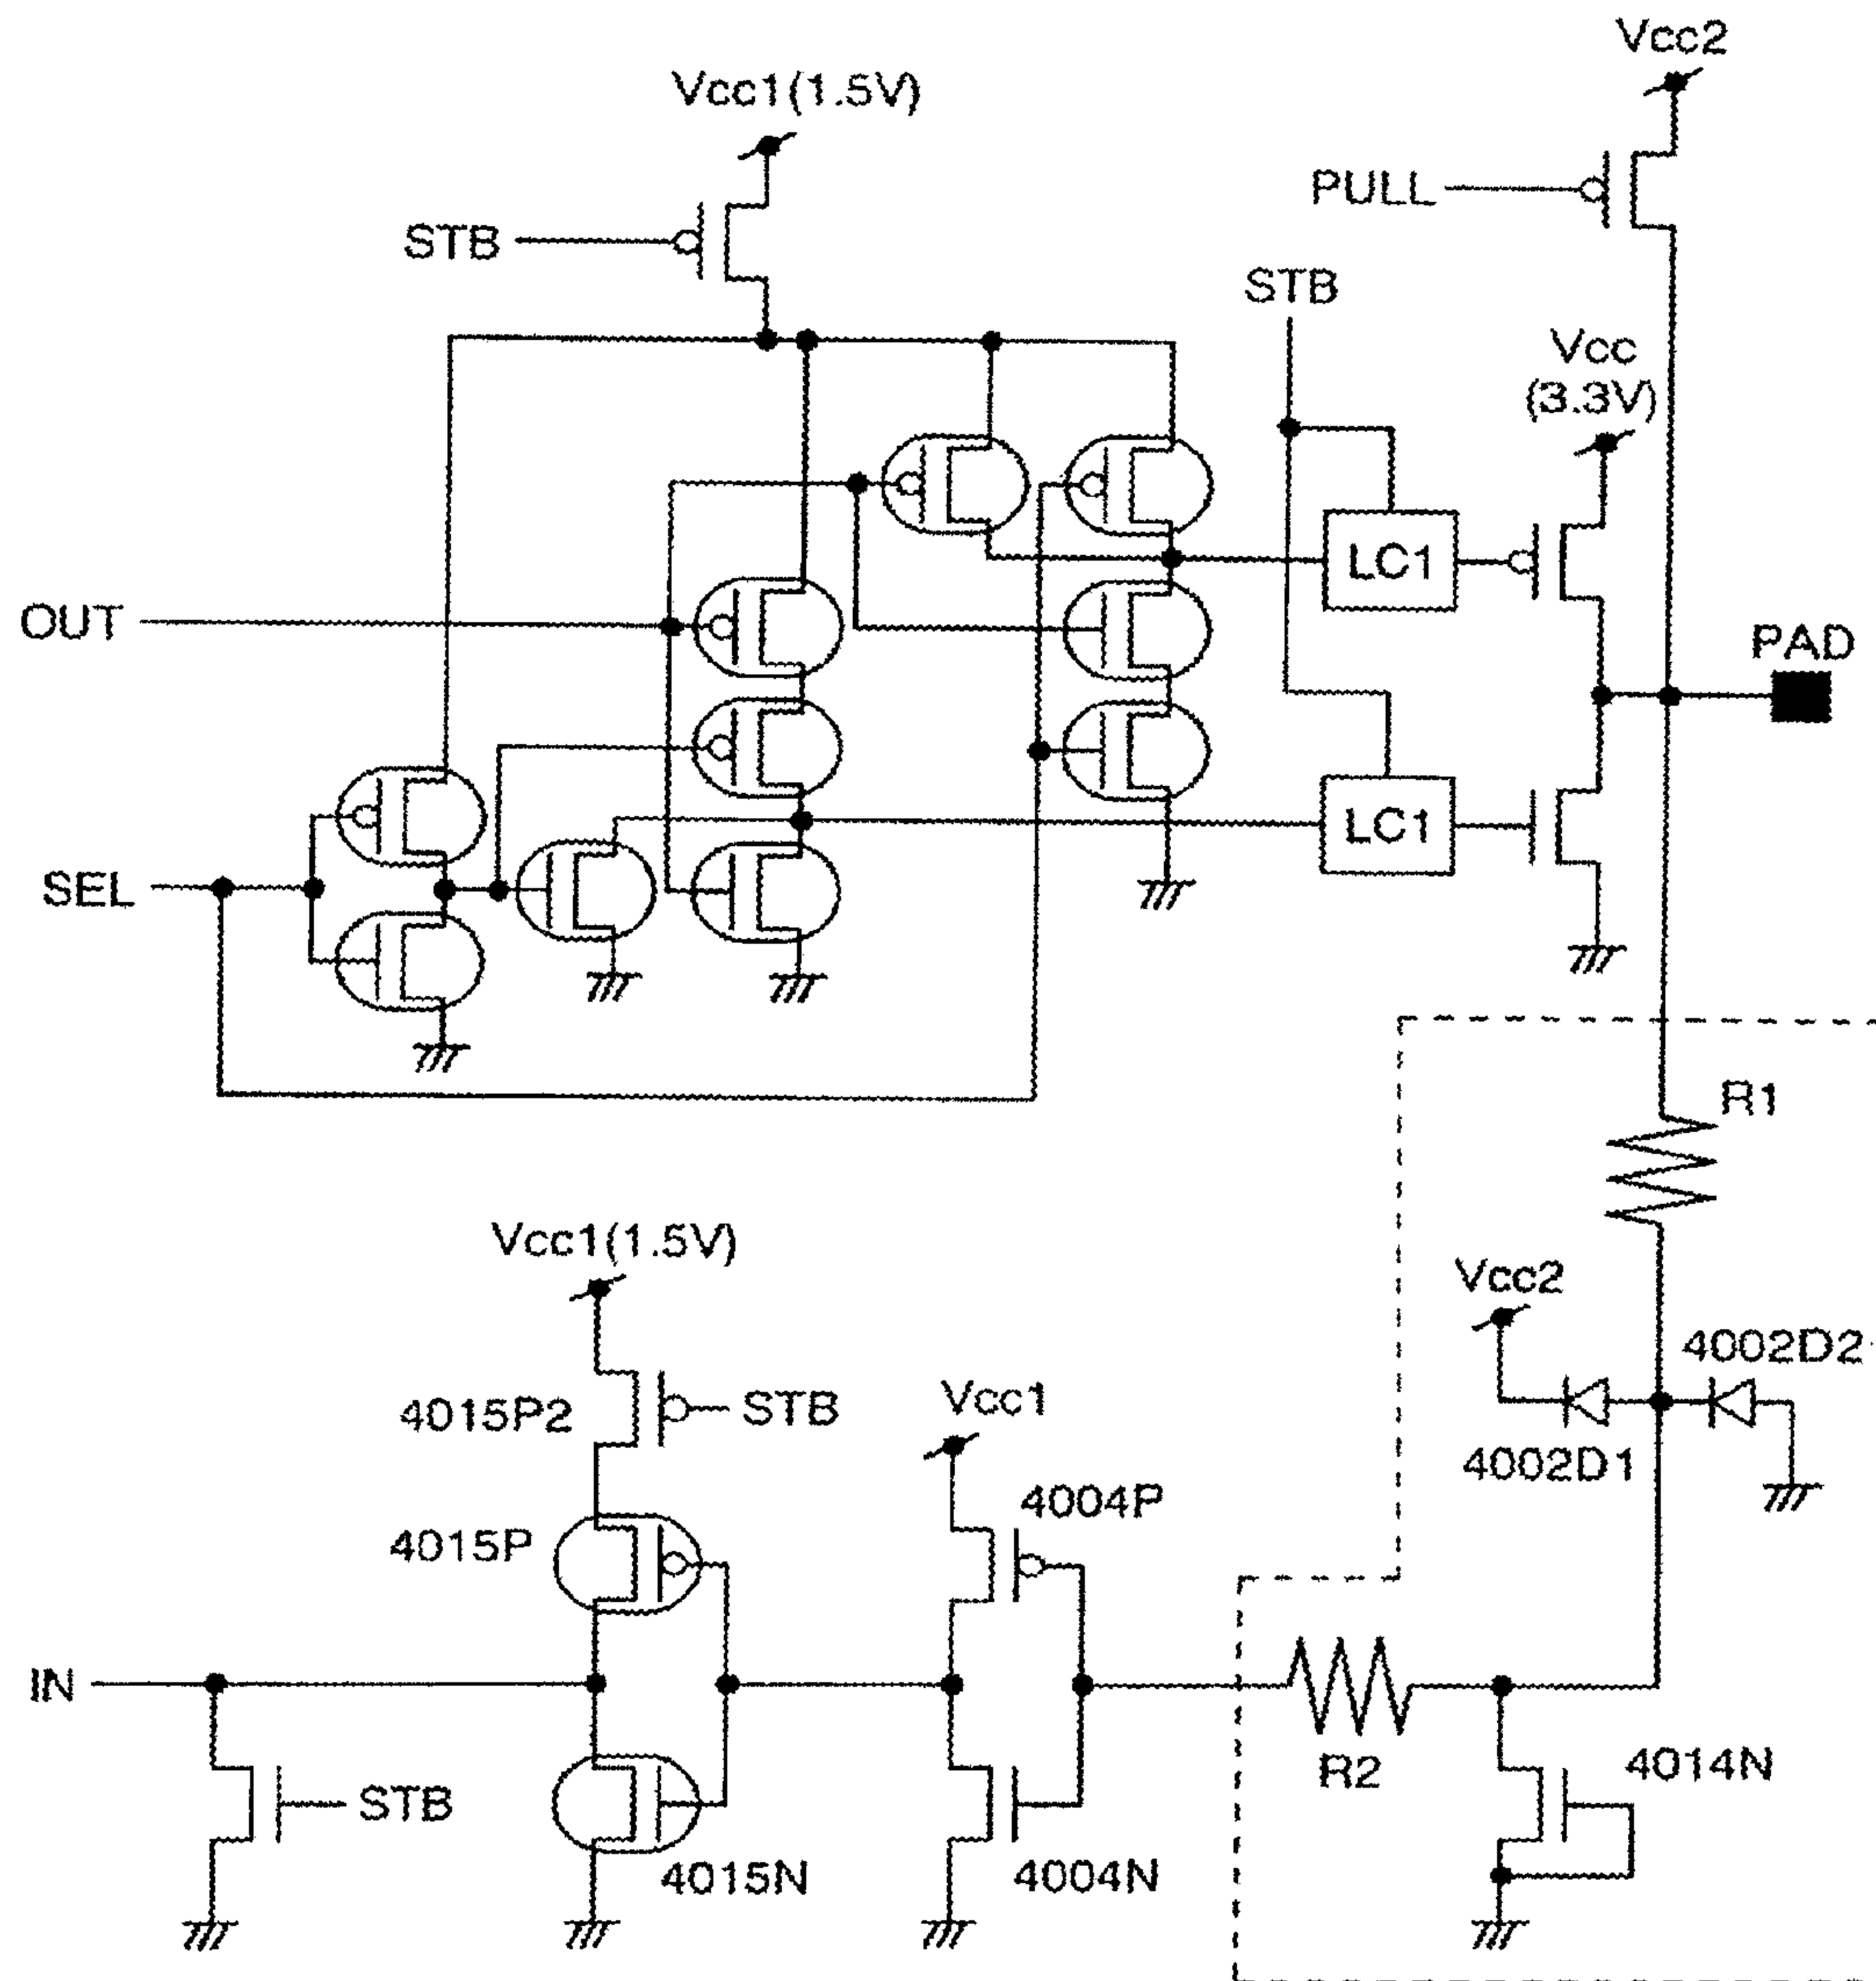 Vcc2
Vcc1(1.5V)
PULL
STB
STB
Vcc
(3.3V)
LC1
OUT
PAD
LC1
SEL
R1
Vcc1(1.5V)
Vcc2
4002D2
4015P2
STB
Vcc1
4002D1
4004P
4015P
IN
R2
4014N
STB
4015N
4004N